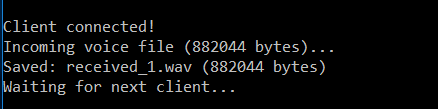 Client connected!
Incoming voice file (882044 bytes)...
Saved: received_1.wav (882044 bytes)
Waiting for next client...